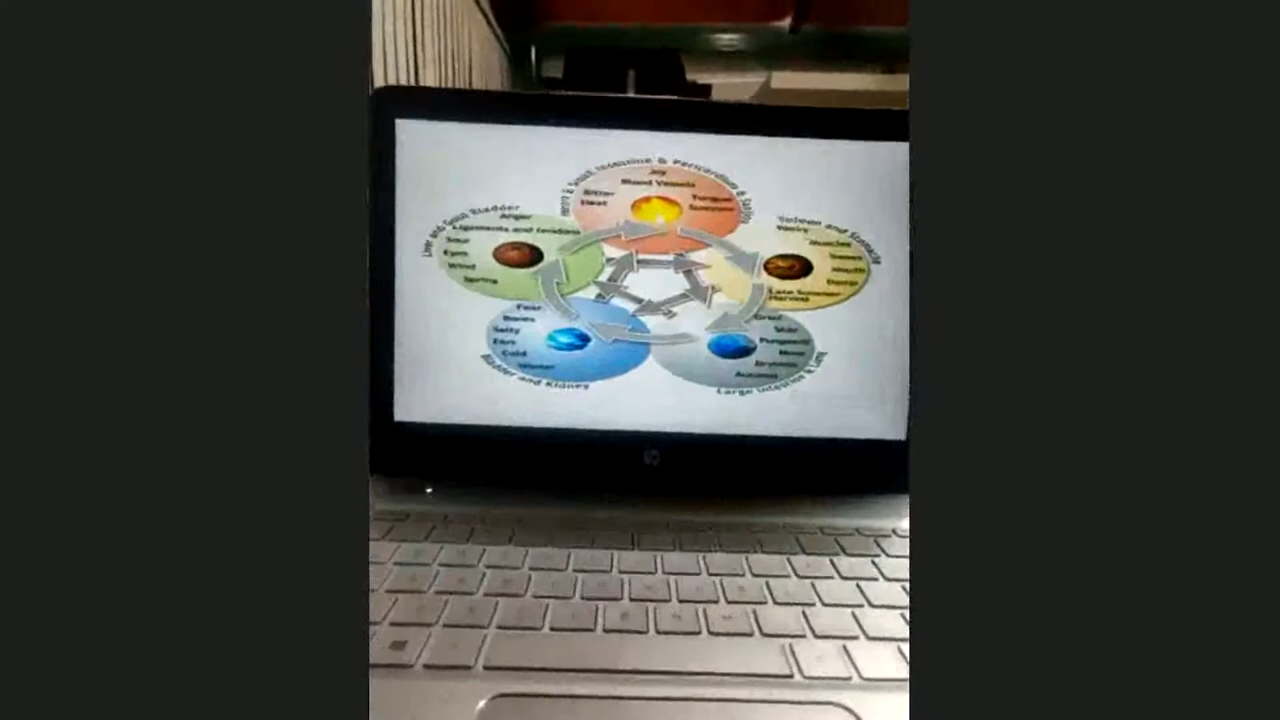 Heart & Small Intestine & Pericardium &
Joy
Blood Vessels
Bitter
Heat
Tongue
Summer
Liver and Gall Bladder
Anger
Ligaments and tendons
Sour
Eyes
Wind
Spring
Spleen and Stomach
Worry
Muscles
Sweet
Mouth
Damp
Late Summer
Harvest
Fear
Bones
Salty
Ears
Cold
Winter
Bladder and Kidney
Grief
Skin
Pungent
Nose
Dryness
Autumn
Large Intestine & Lung
hp